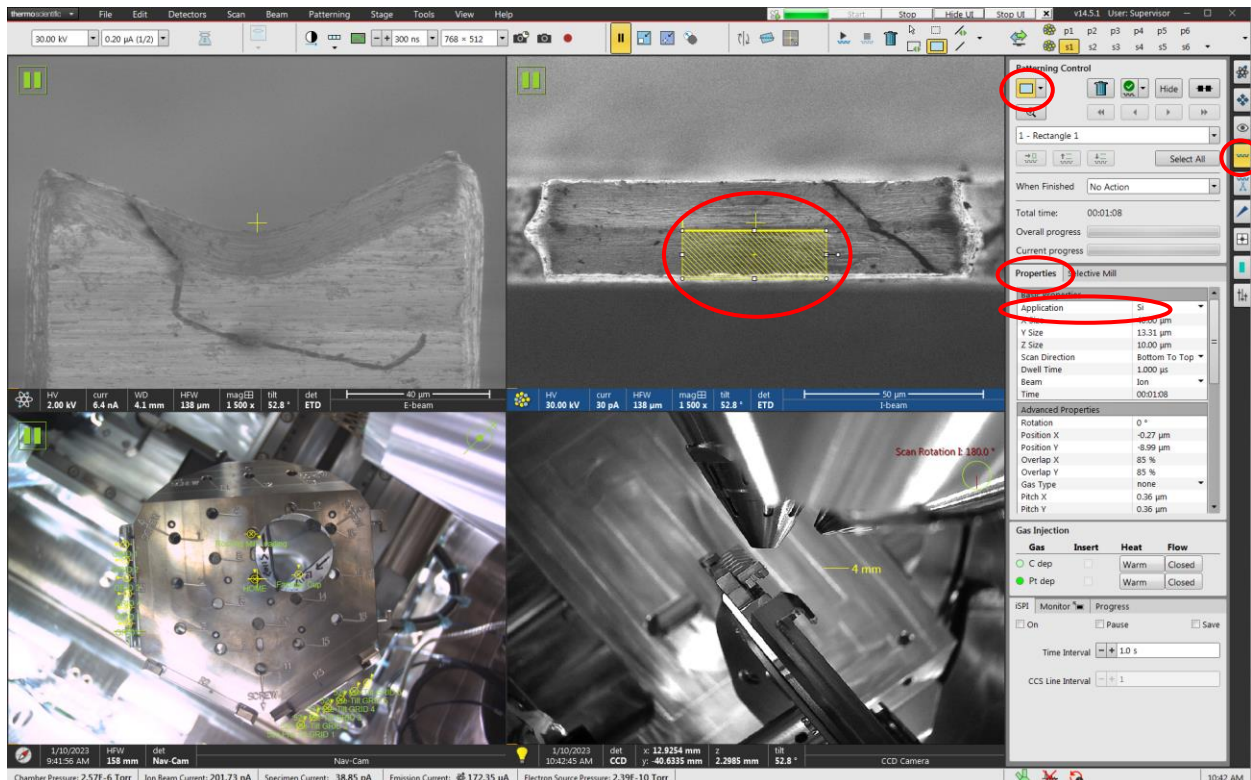 thermoscientific File Edit Detectors Scan Beam Patterning Stage Tools View Help Start Stop Hide UI Stop UI X v14.5.1 User: Supervisor
30.00 kV 0.20 µA (1/2) 300 ns 768 × 512 p1 p2 p3 p4 p5 p6
s1 s2 s3 s4 s5 s6
Patterning Control
Hide
1 - Rectangle 1
Select All
When Finished No Action
Total time: 00:01:08
Overall progress
Current progress
Properties Selective Mill
Basic Properties
Application Si
Y Size 13.31 µm
Z Size 10.00 µm
Scan Direction Bottom To Top
Dwell Time 1.000 µs
Beam Ion
Time 00:01:08
Advanced Properties
Rotation 0 °
Position X -0.27 µm
Position Y -8.99 µm
Overlap X 85 %
Overlap Y 85 %
Gas Type none
Pitch X 0.36 µm
Pitch Y 0.36 µm
Gas Injection
Gas Insert Heat Flow
C dep Warm Closed
Pt dep Warm Closed
iSPI Monitor Progress
On Pause Save
Time Interval 1.0 s
CCS Line Interval 1
HV curr WD HFW mag tilt det 40 µm
2.00 kV 6.4 nA 4.1 mm 138 µm 1 500 x 52.8 ° ETD E-beam
HV curr HFW mag tilt det 50 µm
30.00 kV 30 pA 138 µm 1 500 x 52.8 ° ETD I-beam
HOME
Scan Rotation I: 180.0 °
4 mm
1/10/2023 HFW det
9:41:56 AM 158 mm Nav-Cam Nav-Cam
1/10/2023 det x: 12.9254 mm z tilt
10:42:45 AM CCD y: -40.6335 mm 2.2985 mm 52.8 ° CCD Camera
Chamber Pressure: 2.57E-6 Torr Ion Beam Current: 201.73 nA Specimen Current: 38.85 pA Emission Current: 172.35 µA Electron Source Pressure: 2.39E-10 Torr 10:42 AM